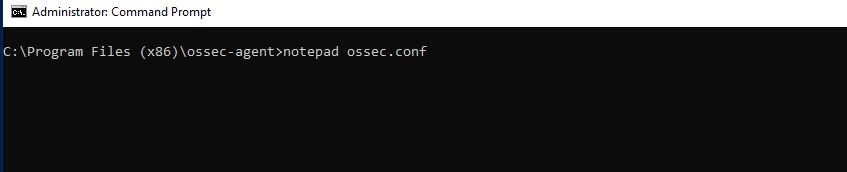 Administrator: Command Prompt
C:\Program Files (x86)\ossec-agent>notepad ossec.conf